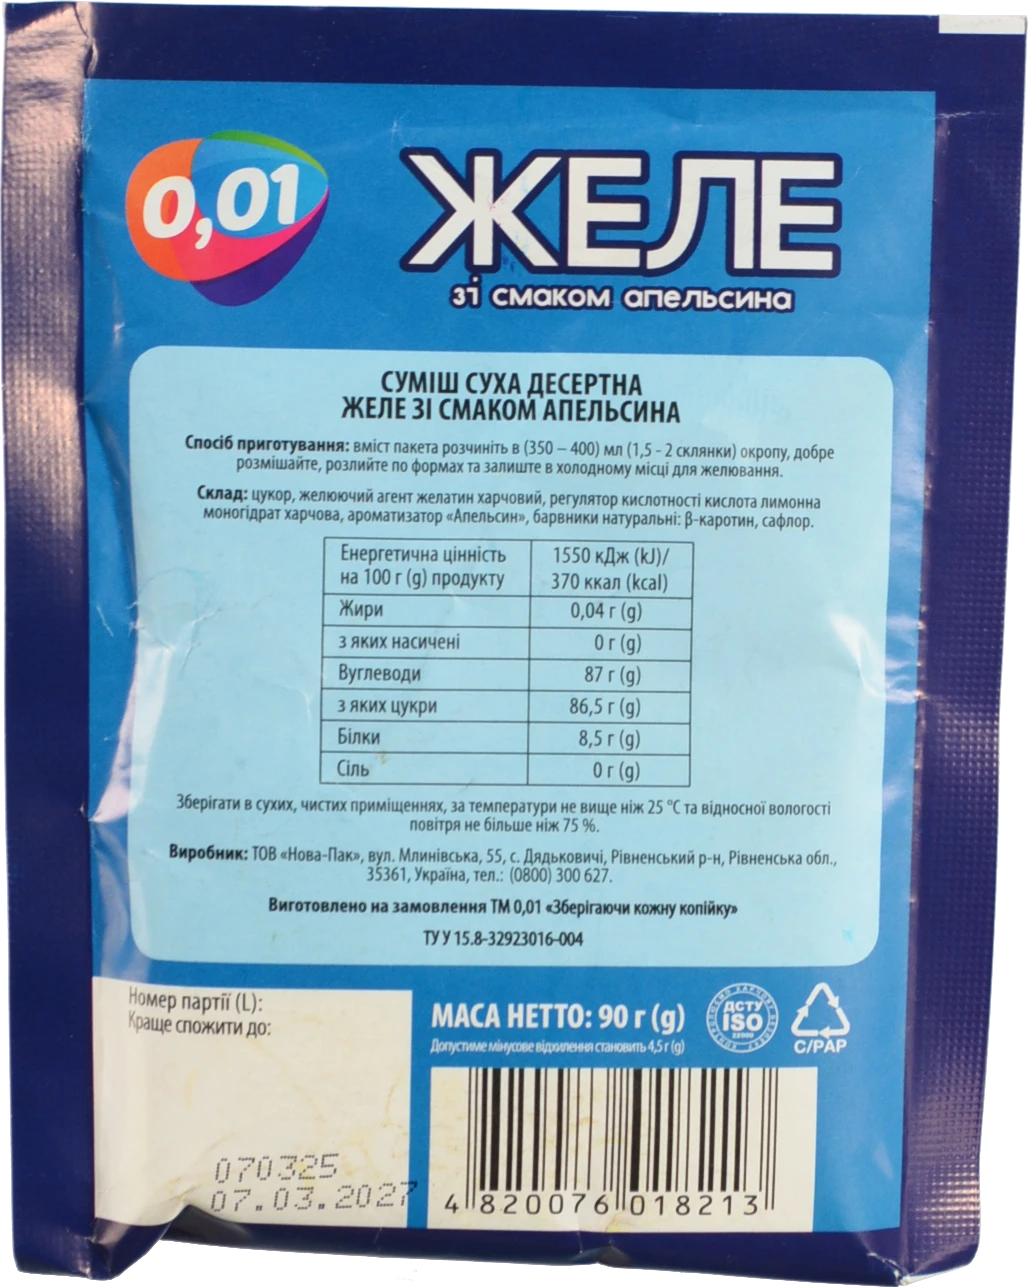 0,01
ЖЕЛЕ
зі смаком апельсина
СУМІШ СУХА ДЕСЕРТНА
ЖЕЛЕ ЗІ СМАКОМ АПЕЛЬСИНА
Спосіб приготування: вміст пакета розчиніть в (350 – 400) мл (1,5 - 2 склянки) окропу, добре
розмішайте, розлийте по формах та залиште в холодному місці для желювання.
Склад: цукор, желюючий агент желатин харчовий, регулятор кислотності кислота лимонна
моногідрат харчова, ароматизатор «Апельсин», барвники натуральні: β-каротин, сафлор.
Енергетична цінність 1550 кДж (kJ)/
на 100 г (g) продукту 370 ккал (kcal)
Жири 0,04 г (g)
з яких насичені 0 г (g)
Вуглеводи 87 г (g)
з яких цукри 86,5 г (g)
Білки 8,5 г (g)
Сіль 0 г (g)
Зберігати в сухих, чистих приміщеннях, за температури не вище ніж 25 °С та відносної вологості
повітря не більше ніж 75 %.
Виробник: ТОВ «Нова-Пак», вул. Млинівська, 55, с. Дядьковичі, Рівненський р-н, Рівненська обл.,
35361, Україна, тел.: (0800) 300 627.
Виготовлено на замовлення ТМ 0,01 «Зберігаючи кожну копійку»
ТУ У 15.8-32923016-004
Номер партії (L):
Краще спожити до:
070325
07.03.2027
МАСА НЕТТО: 90 г (g)
Допустиме мінусове відхилення становить 4,5 г (g)
ДСТУ
ISO
22000
C/PAP
4 820076 018213